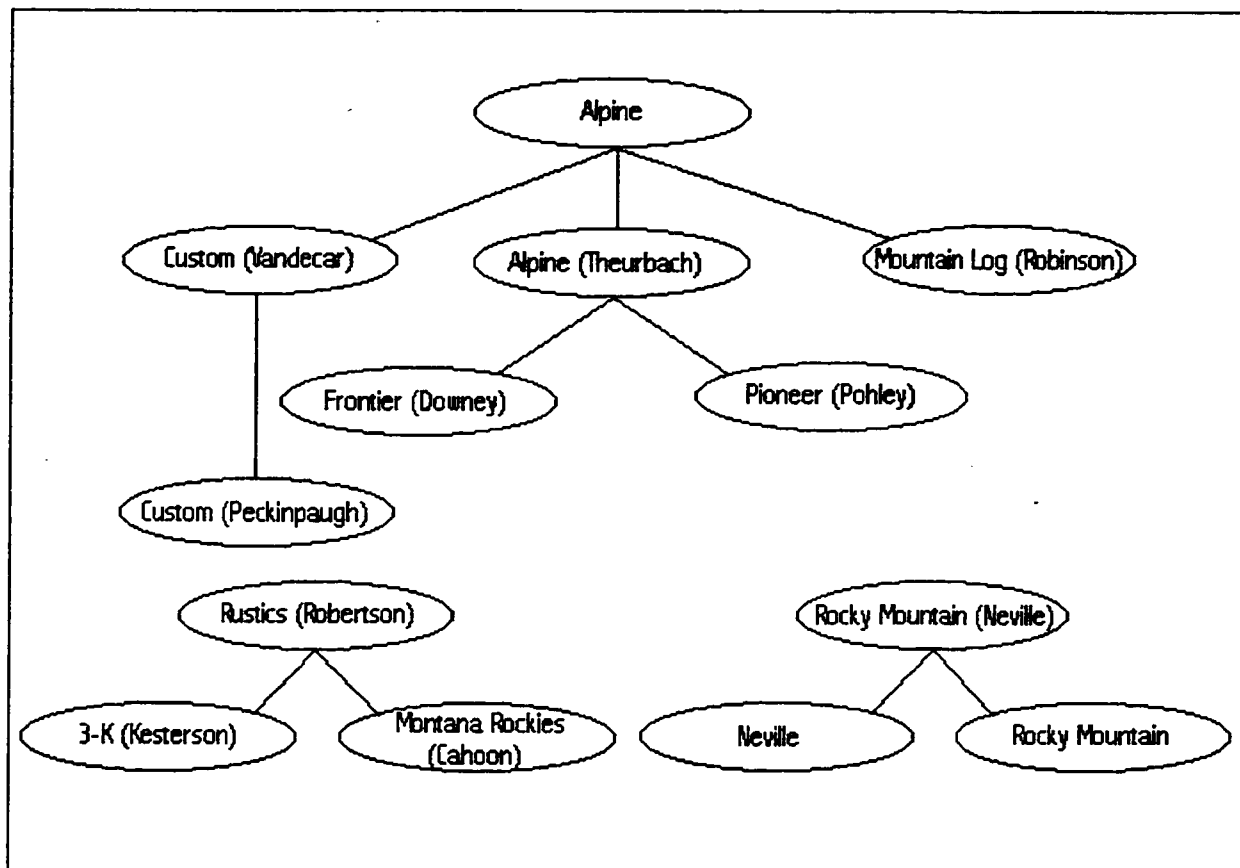 Alpine
Custom (Vandecar)
Alpine (Theurbach)
Mountain Log (Robinson)
Frontier (Downey)
Pioneer (Pohley)
Custom (Peckinpaugh)
Rustics (Robertson)
Rocky Mountain (Neville)
3-K (Kesterson)
Montana Rockies
(Cahoon)
Neville
Rocky Mountain